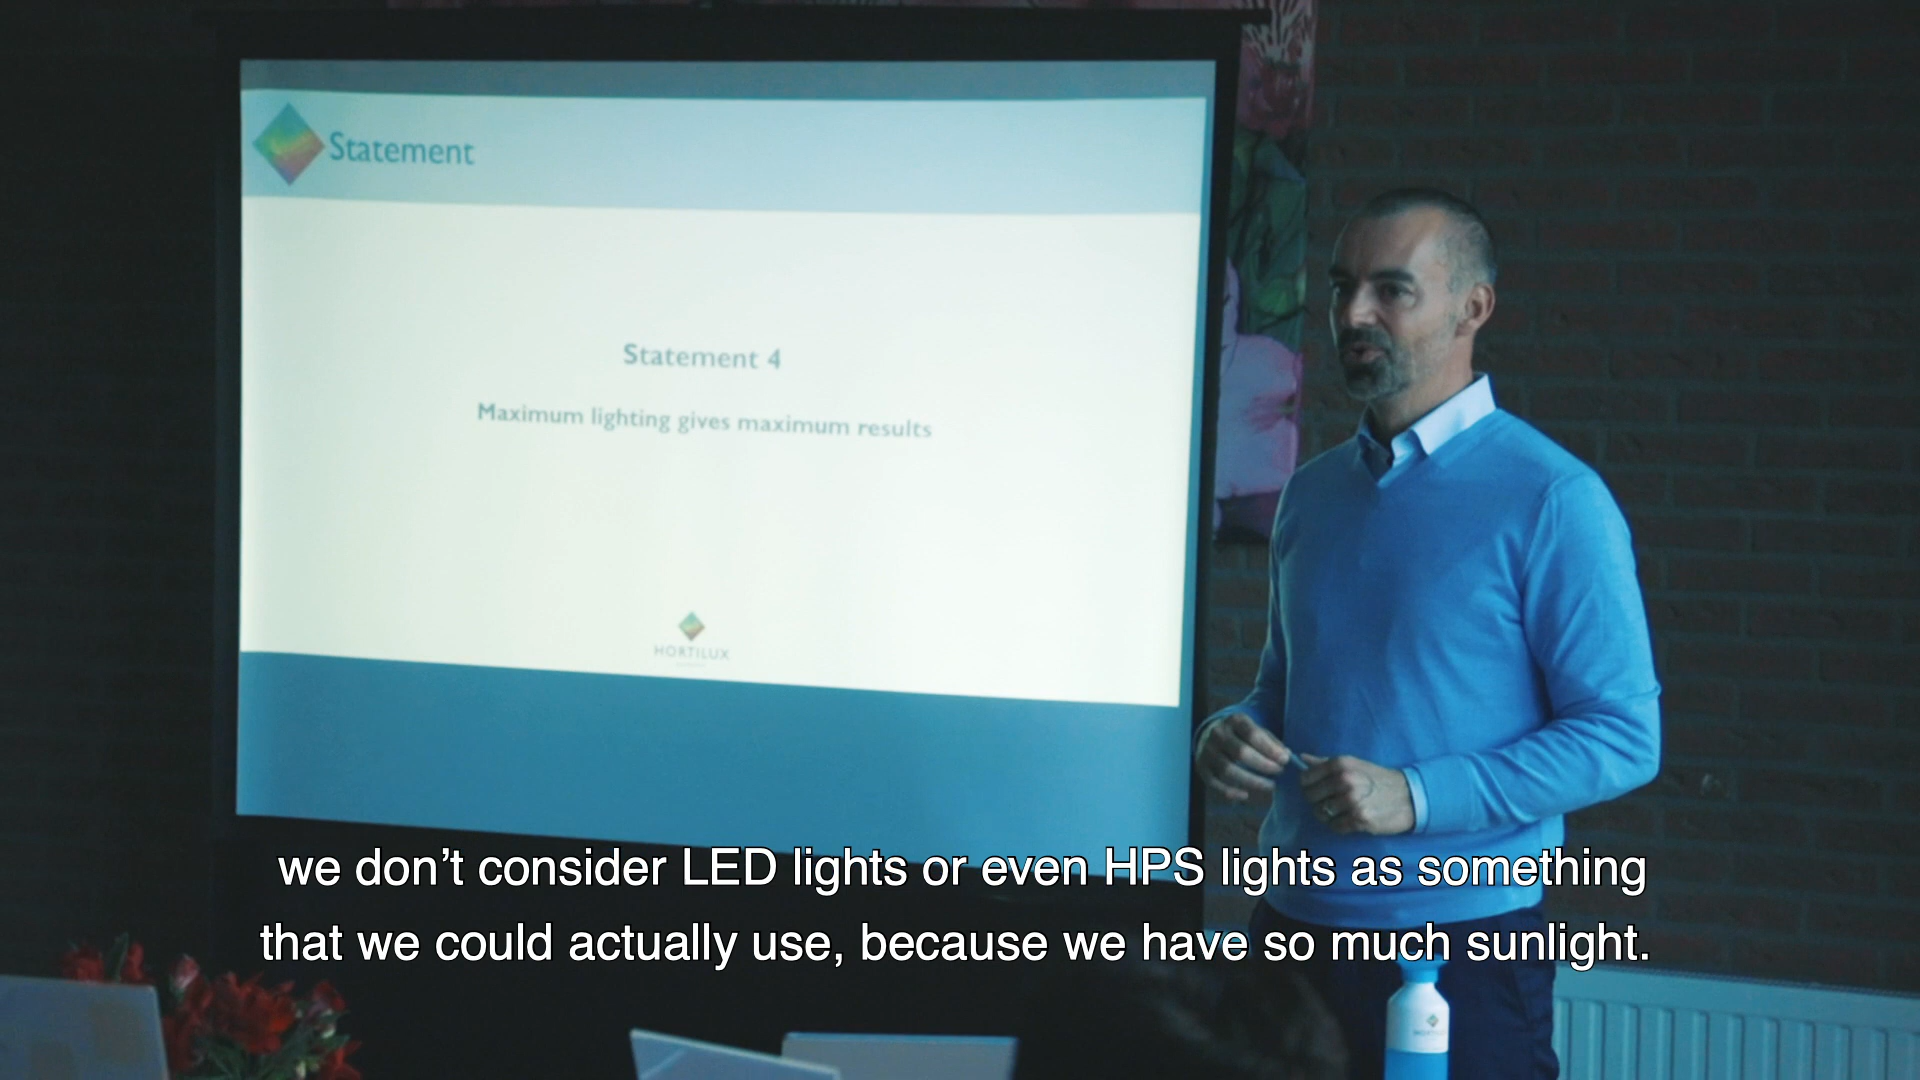 Statement
Statement 4
Maximum lighting gives maximum results
HORTILUX
we don’t consider LED lights or even HPS lights as something
that we could actually use, because we have so much sunlight.